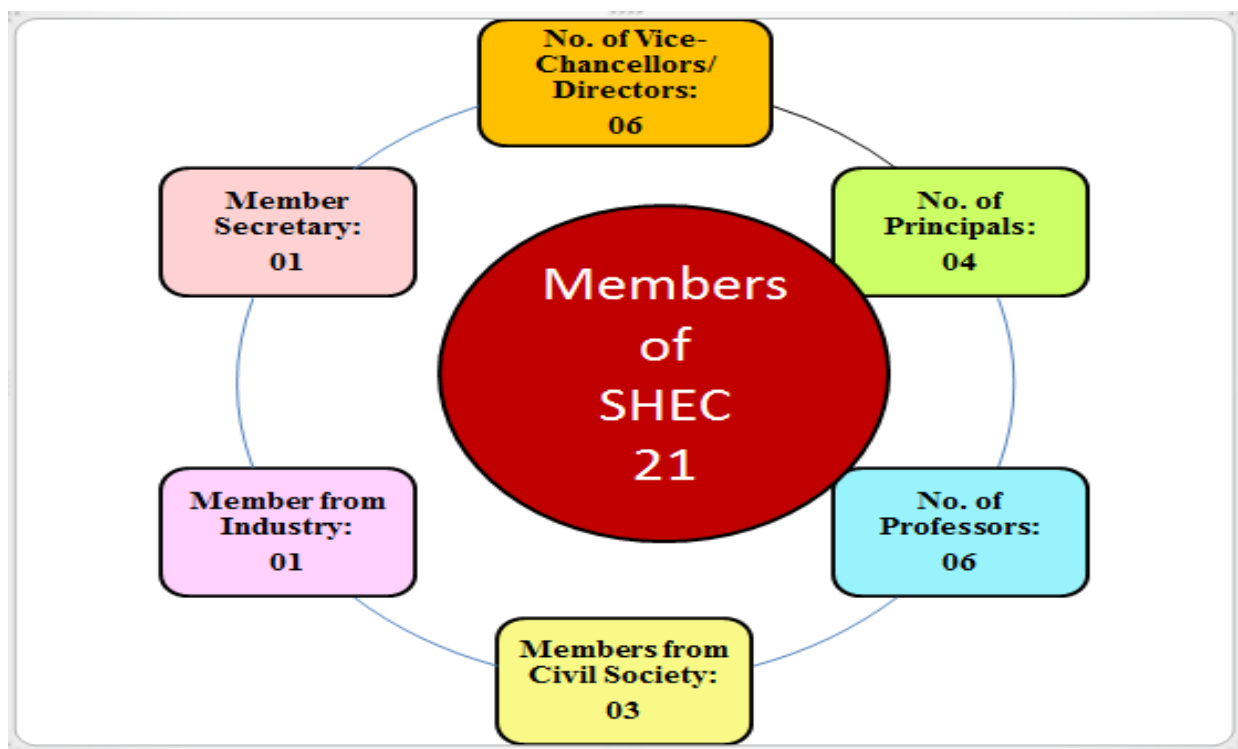 No. of Vice-
Chancellors/
Directors:
06
Member
Secretary:
01
No. of
Principals:
04
Members
of
SHEC
21
Member from
Industry:
01
No. of
Professors:
06
Members from
Civil Society:
03